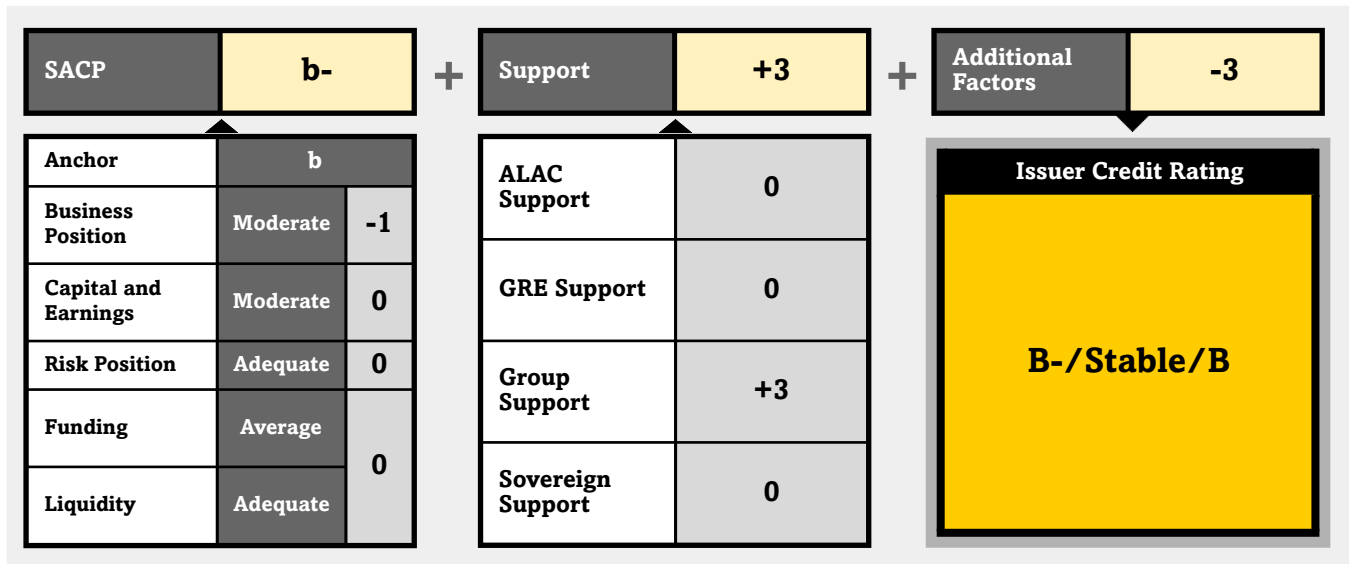 SACP b- + Support +3 + Additional
Factors -3
Anchor b
Business
Position Moderate -1
Capital and
Earnings Moderate 0
Risk Position Adequate 0
Funding Average
0
Liquidity Adequate
ALAC
Support 0
GRE Support 0
Group
Support +3
Sovereign
Support 0
Issuer Credit Rating
B-/Stable/B